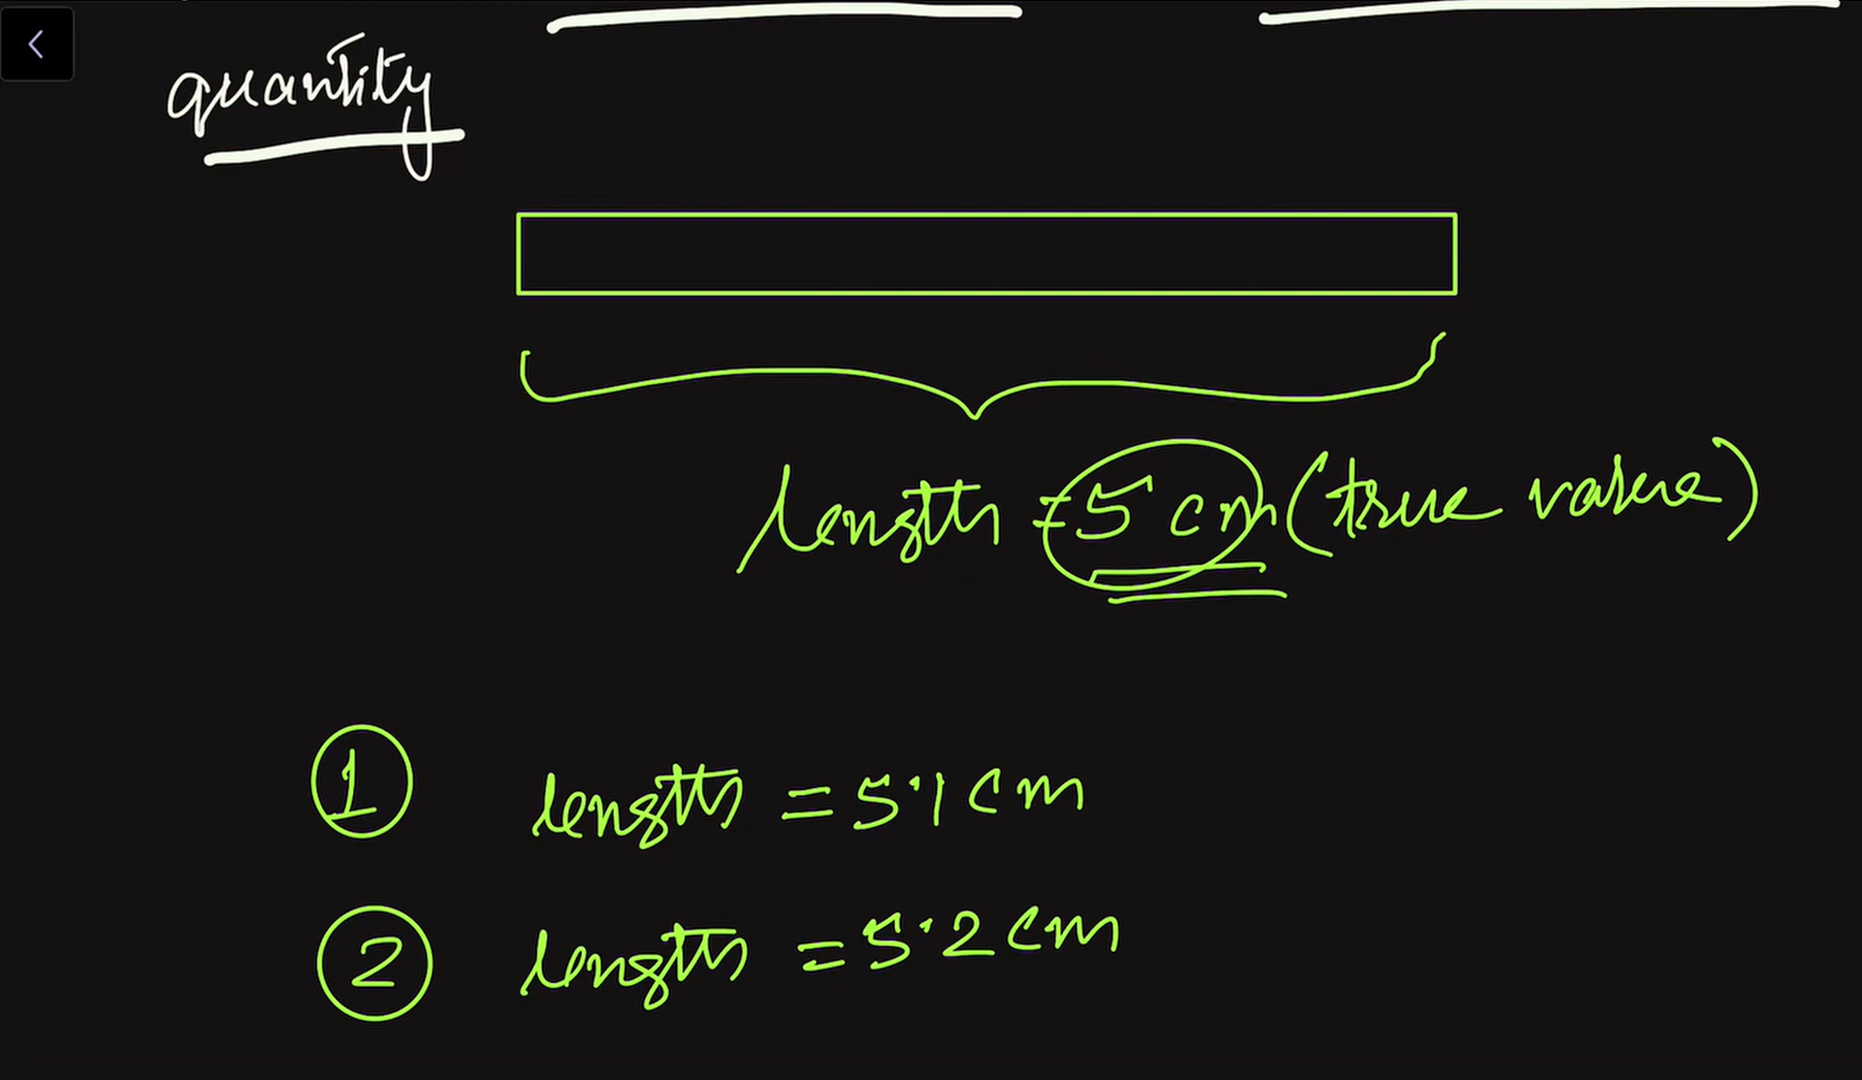 quantity
length = 5 cm (true value)
1 length = 5.1 cm
2 length = 5.2 cm